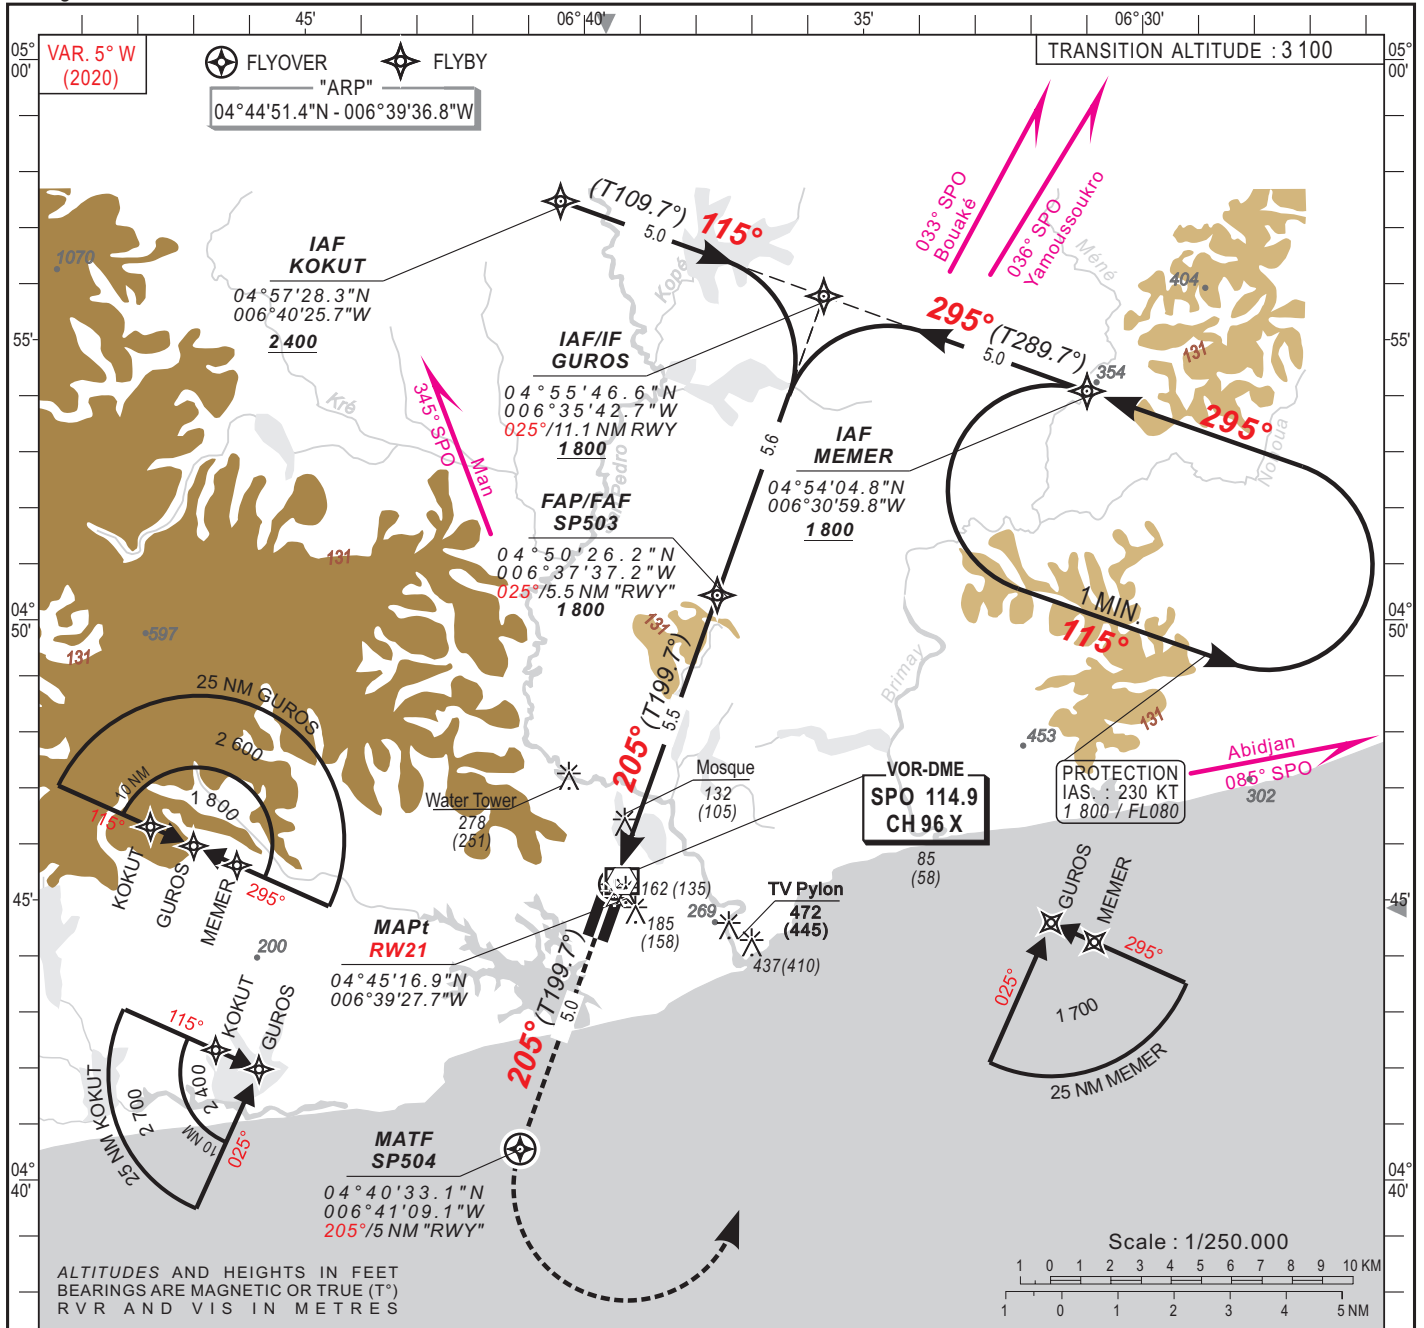 45'
06°40'
35'
06°30'
05°
00'
VAR. 5° W
(2020)
FLYOVER
FLYBY
"ARP"
04°44'51.4"N - 006°39'36.8"W
TRANSITION ALTITUDE : 3 100
05°
00'
033° SPO
Bouaké
036° SPO
Yamoussoukro
(T109.7°)
5.0
115°
IAF
KOKUT
04°57'28.3"N
006°40'25.7"W
2 400
1070
Kopé
Méné
404
131
55'
55'
IAF/IF
GUROS
04°55'46.6"N
006°35'42.7"W
025°/11.1 NM RWY
1 800
295° (T289.7°)
5.0
354
295°
345° SPO
Man
Kré
5.6
IAF
MEMER
04°54'04.8"N
006°30'59.8"W
1 800
FAP/FAF
SP503
04°50'26.2"N
006°37'37.2"W
025°/5.5 NM "RWY"
1 800
131
04°
50'
04°
50'
597
131
131
1 MIN.
115°
Brimay
205° (T199.7°)
5.5
25 NM GUROS
2 600
10 NM
1 800
115°
KOKUT
GUROS
MEMER
295°
453
131
Abidjan
085° SPO
302
PROTECTION
IAS. : 230 KT
1 800 / FL080
Water Tower
278
(251)
Mosque
132
(105)
VOR-DME
SPO 114.9
CH 96 X
85
(58)
45'
45'
162 (135)
185
(158)
269
TV Pylon
472
(445)
437(410)
MAPt
RW21
04°45'16.9"N
006°39'27.7"W
200
GUROS
MEMER
295°
025°
1 700
25 NM MEMER
115°
KOKUT
GUROS
2 400
2 700
10 NM
25 NM KOKUT
025°
205° (T199.7°)
5.0
04°
40'
04°
40'
MATF
SP504
04°40'33.1"N
006°41'09.1"W
205°/5 NM "RWY"
ALTITUDES AND HEIGHTS IN FEET
BEARINGS ARE MAGNETIC OR TRUE (T°)
RVR AND VIS IN METRES
Scale : 1/250.000
1 0 1 2 3 4 5 6 7 8 9 10 KM
1 0 1 2 3 4 5 NM